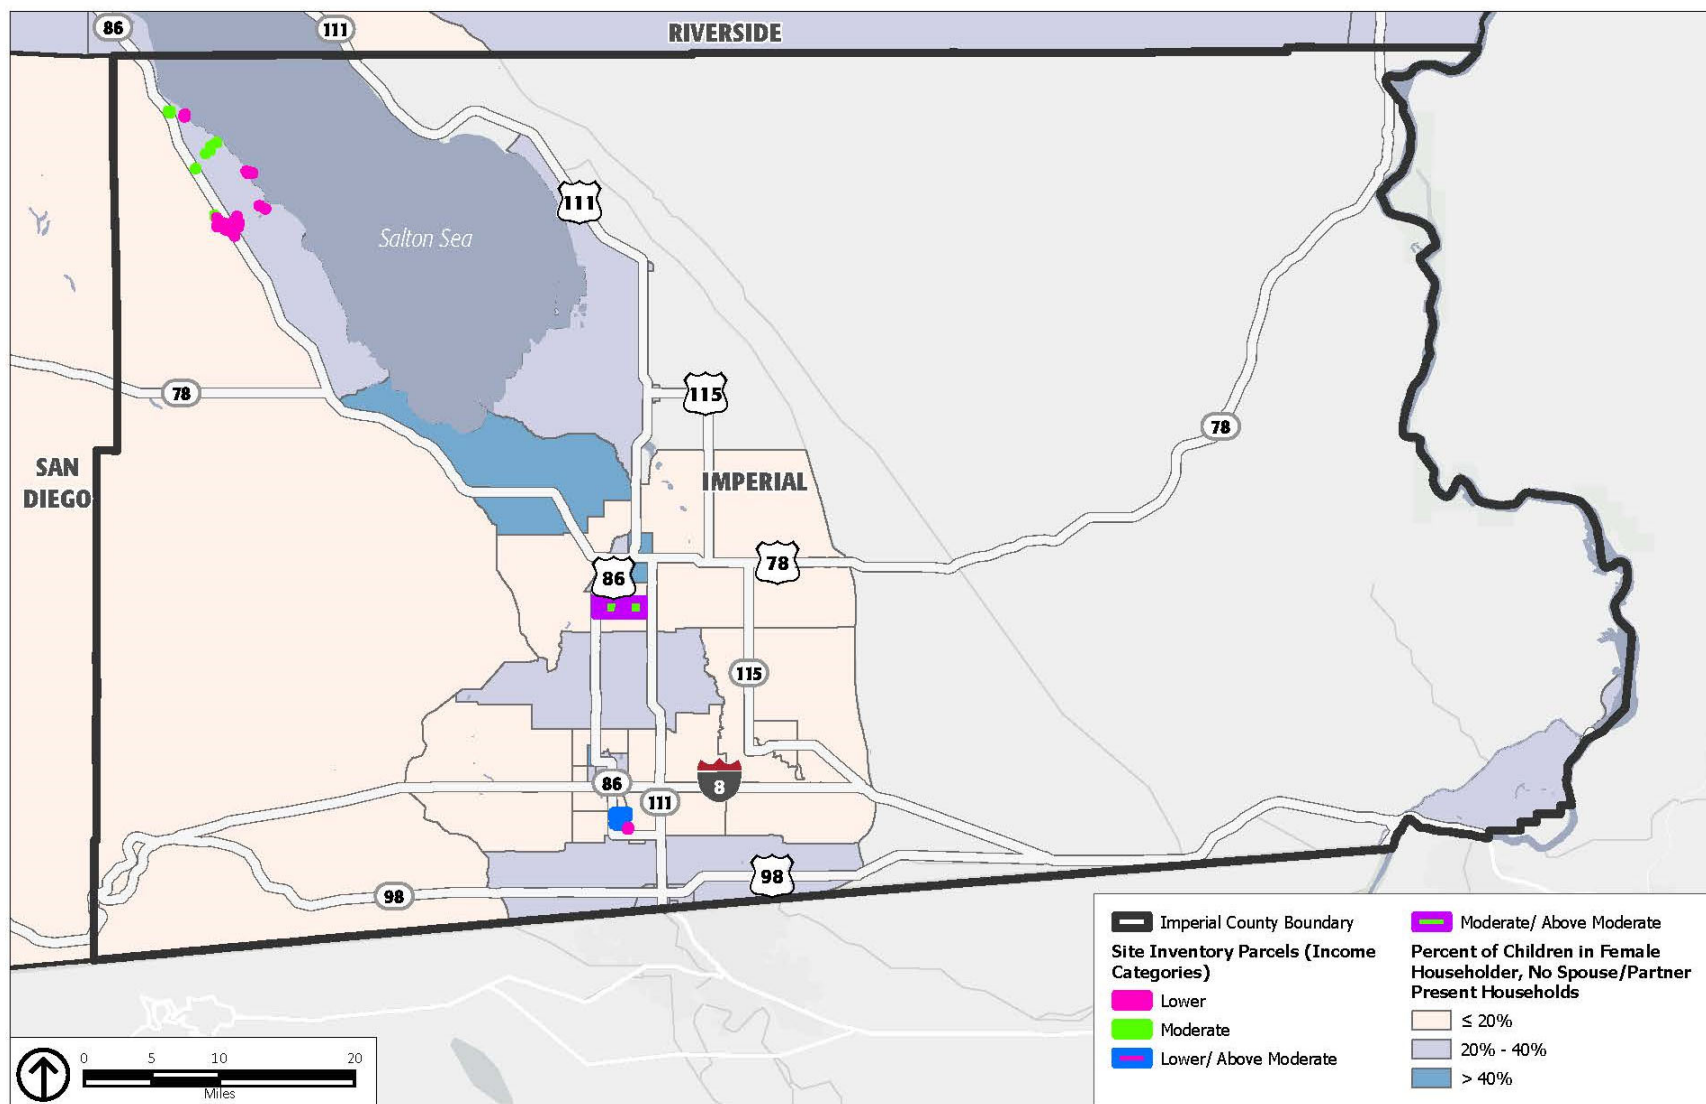 86
111
RIVERSIDE
111
Salton Sea
78
115
78
SAN
DIEGO
IMPERIAL
78
86
115
86
8
111
98
98
Imperial County Boundary
Site Inventory Parcels (Income
Categories)
Lower
Moderate
Lower/ Above Moderate
Moderate/ Above Moderate
Percent of Children in Female
Householder, No Spouse/Partner
Present Households
≤ 20%
20% - 40%
> 40%
0 5 10 20
Miles